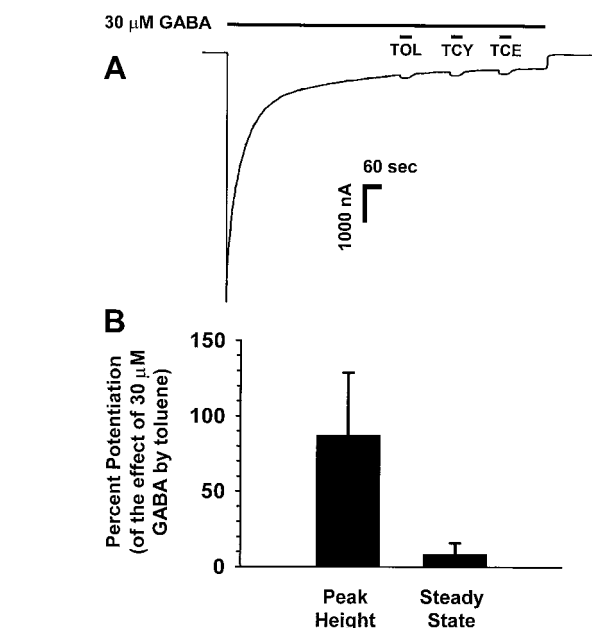 30 μM GABA
TOL TCY TCE
A
60 sec
1000 nA
B
Percent Potentiation
(of the effect of 30 μM
GABA by toluene)
150
100
50
0
Peak
Height
Steady
State